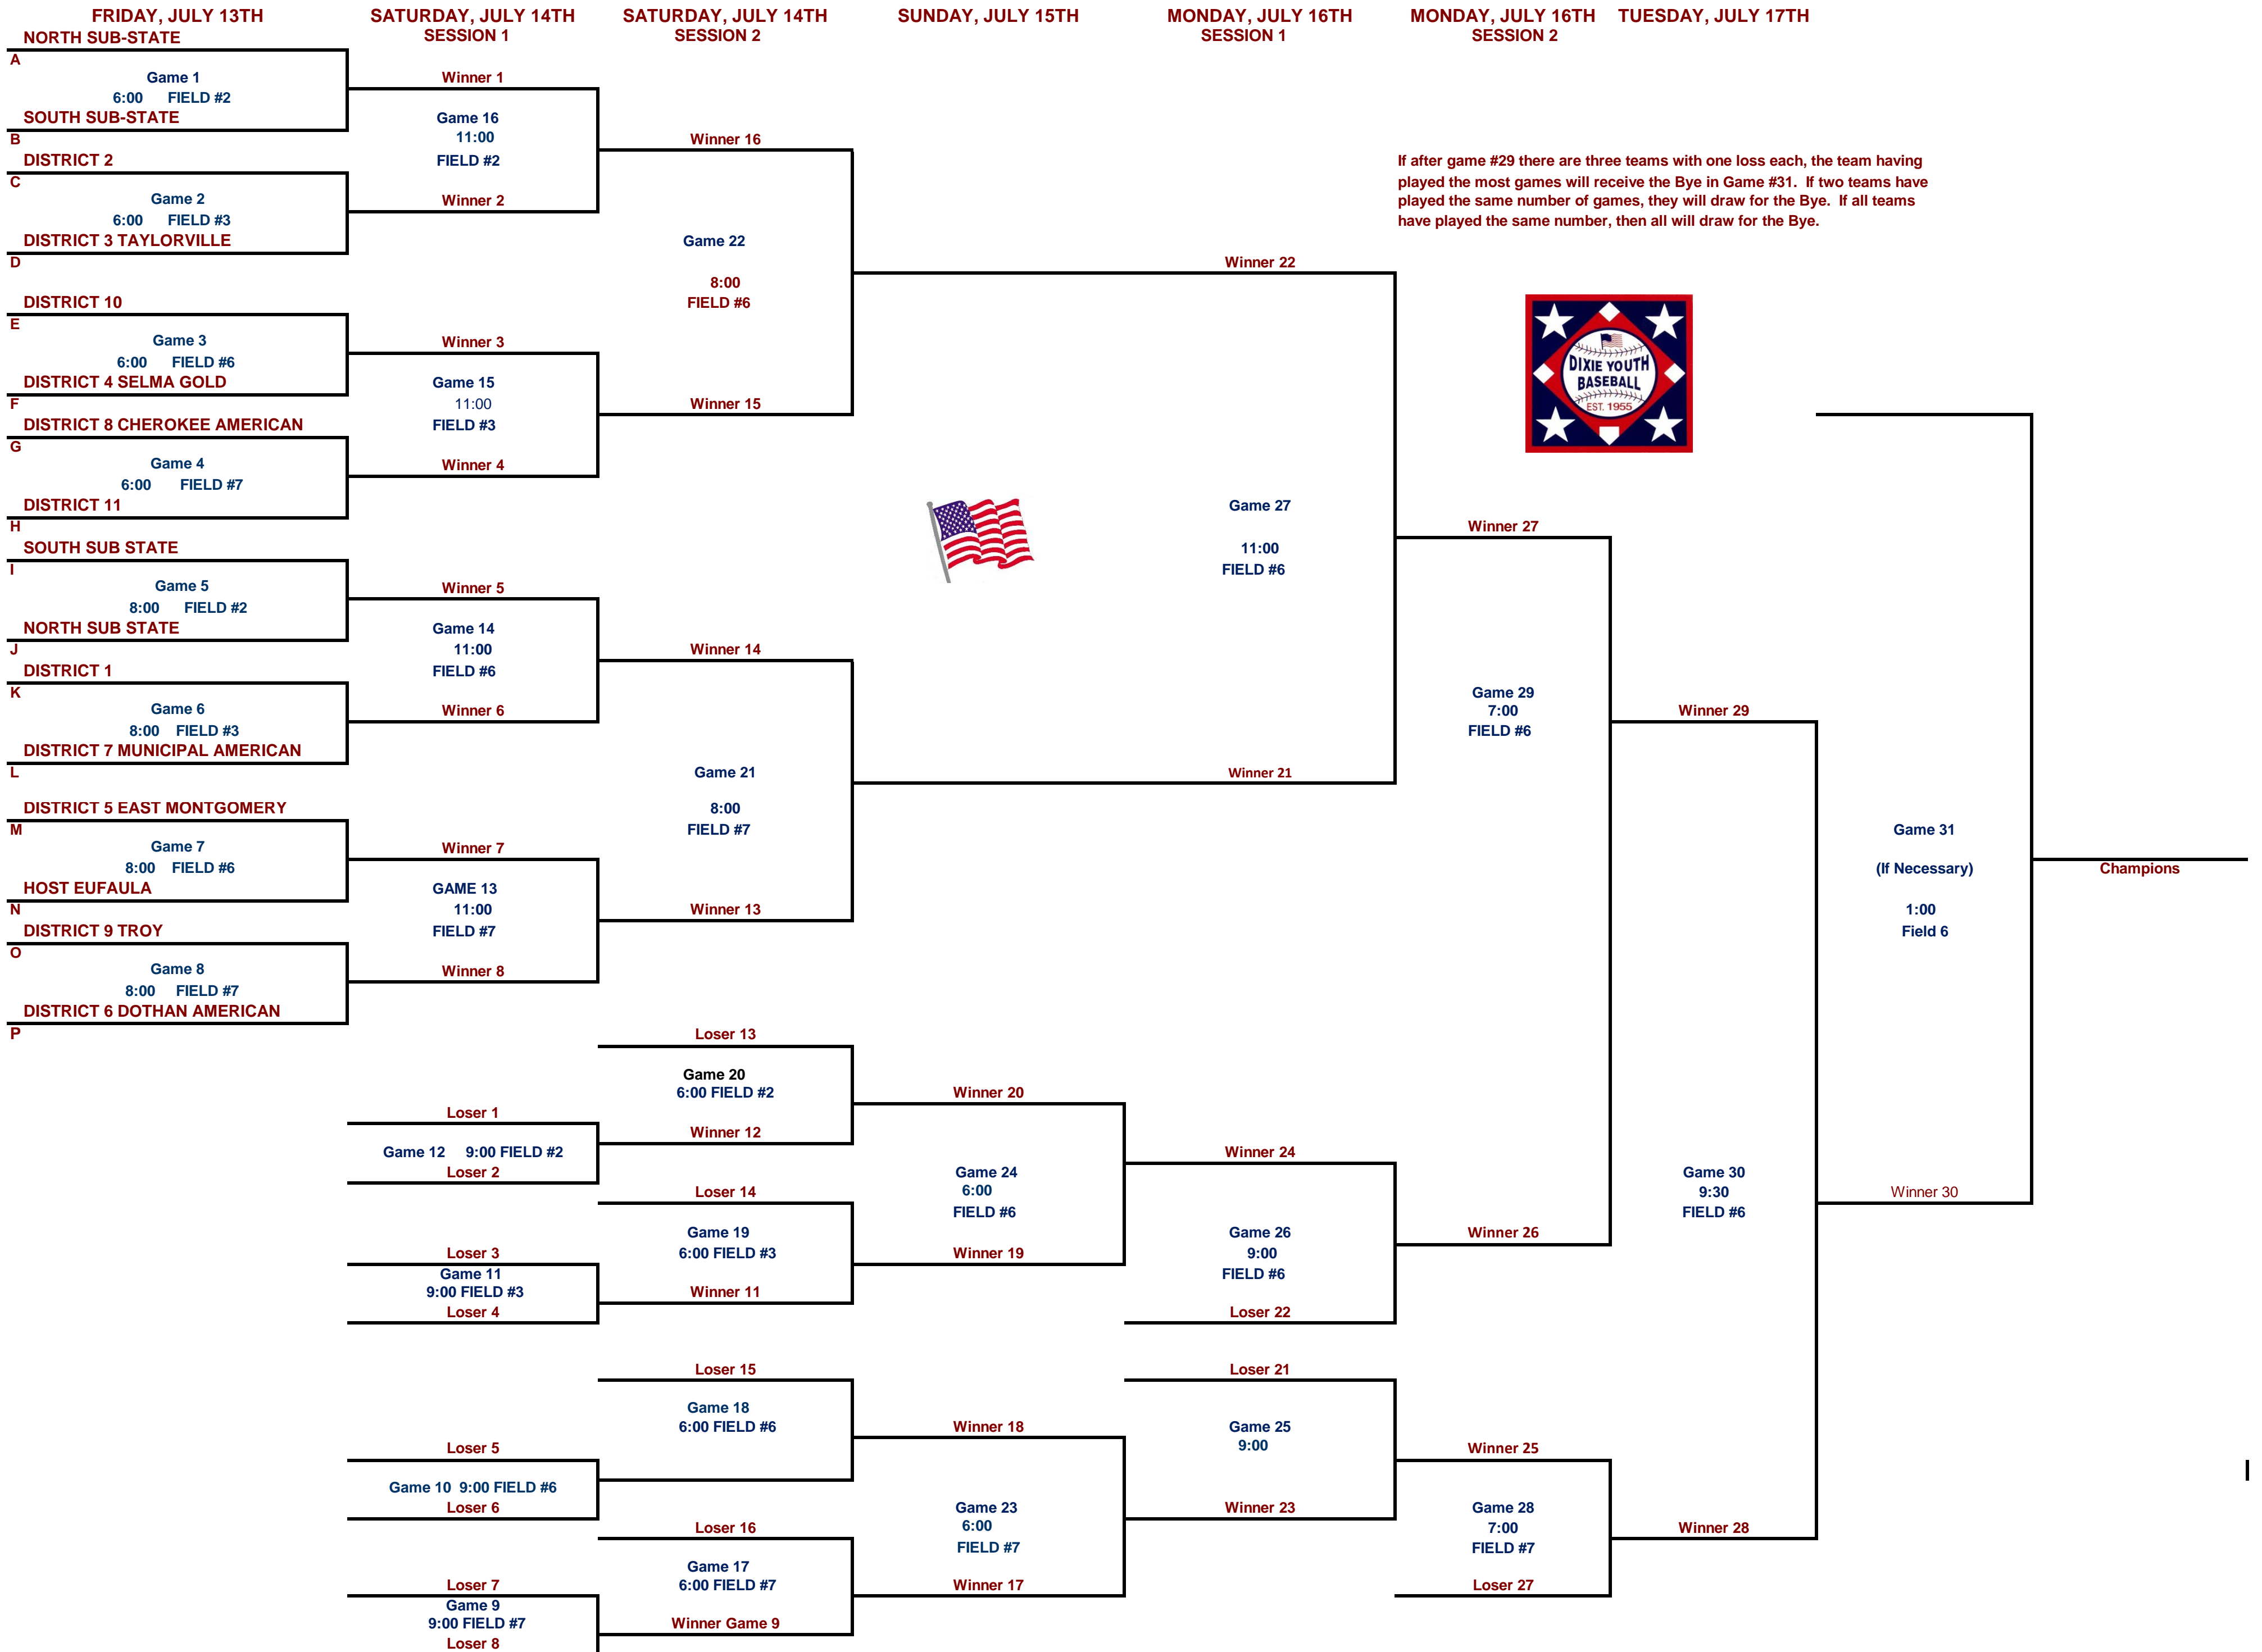 FRIDAY, JULY 13TH
SATURDAY, JULY 14TH
SESSION 1
SATURDAY, JULY 14TH
SESSION 2
SUNDAY, JULY 15TH
MONDAY, JULY 16TH
SESSION 1
MONDAY, JULY 16TH
SESSION 2
TUESDAY, JULY 17TH
NORTH SUB-STATE
A
Game 1
6:00 FIELD #2
SOUTH SUB-STATE
B
DISTRICT 2
C
Game 2
6:00 FIELD #3
DISTRICT 3 TAYLORVILLE
D
DISTRICT 10
E
Game 3
6:00 FIELD #6
DISTRICT 4 SELMA GOLD
F
DISTRICT 8 CHEROKEE AMERICAN
G
Game 4
6:00 FIELD #7
DISTRICT 11
H
SOUTH SUB STATE
I
Game 5
8:00 FIELD #2
NORTH SUB STATE
J
DISTRICT 1
K
Game 6
8:00 FIELD #3
DISTRICT 7 MUNICIPAL AMERICAN
L
DISTRICT 5 EAST MONTGOMERY
M
Game 7
8:00 FIELD #6
HOST EUFAULA
N
DISTRICT 9 TROY
O
Game 8
8:00 FIELD #7
DISTRICT 6 DOTHAN AMERICAN
P
Winner 1
Game 16
11:00
FIELD #2
Winner 2
Winner 3
Game 15
11:00
FIELD #3
Winner 4
Winner 5
Game 14
11:00
FIELD #6
Winner 6
Winner 7
GAME 13
11:00
FIELD #7
Winner 8
Loser 1
Game 12 9:00 FIELD #2
Loser 2
Loser 3
Game 11
9:00 FIELD #3
Loser 4
Loser 5
Game 10 9:00 FIELD #6
Loser 6
Loser 7
Game 9
9:00 FIELD #7
Loser 8
Winner 16
Game 22
8:00
FIELD #6
Winner 15
Winner 14
Game 21
8:00
FIELD #7
Winner 13
Loser 13
Game 20
6:00 FIELD #2
Winner 12
Loser 14
Game 19
6:00 FIELD #3
Winner 11
Loser 15
Game 18
6:00 FIELD #6
Loser 16
Game 17
6:00 FIELD #7
Winner Game 9
Winner 20
Game 24
6:00
FIELD #6
Winner 19
Winner 18
Game 23
6:00
FIELD #7
Winner 17
Winner 22
Game 27
11:00
FIELD #6
Winner 21
Winner 24
Game 26
9:00
FIELD #6
Loser 22
Loser 21
Game 25
9:00
Winner 23
If after game #29 there are three teams with one loss each, the team having
played the most games will receive the Bye in Game #31. If two teams have
played the same number of games, they will draw for the Bye. If all teams
have played the same number, then all will draw for the Bye.
DIXIE YOUTH
BASEBALL
EST. 1955
Winner 27
Game 29
7:00
FIELD #6
Winner 26
Winner 25
Game 28
7:00
FIELD #7
Loser 27
Winner 29
Game 30
9:30
FIELD #6
Winner 28
Game 31
(If Necessary)
1:00
Field 6
Winner 30
Champions